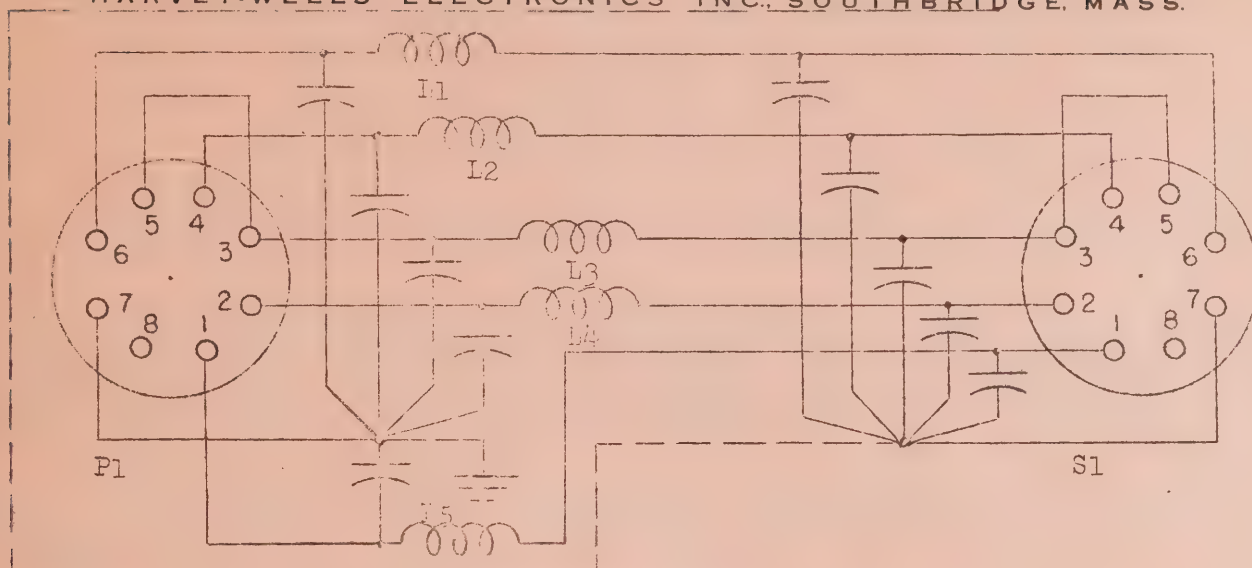 HARVEY-WELLS ELECTRONICS INC., SOUTHBRIDGE, MASS.
L1
L2
5 4
4 5
3
6
L3
3
6
7
2
L4
2
7
8 1
1 8
P1
S1
L5